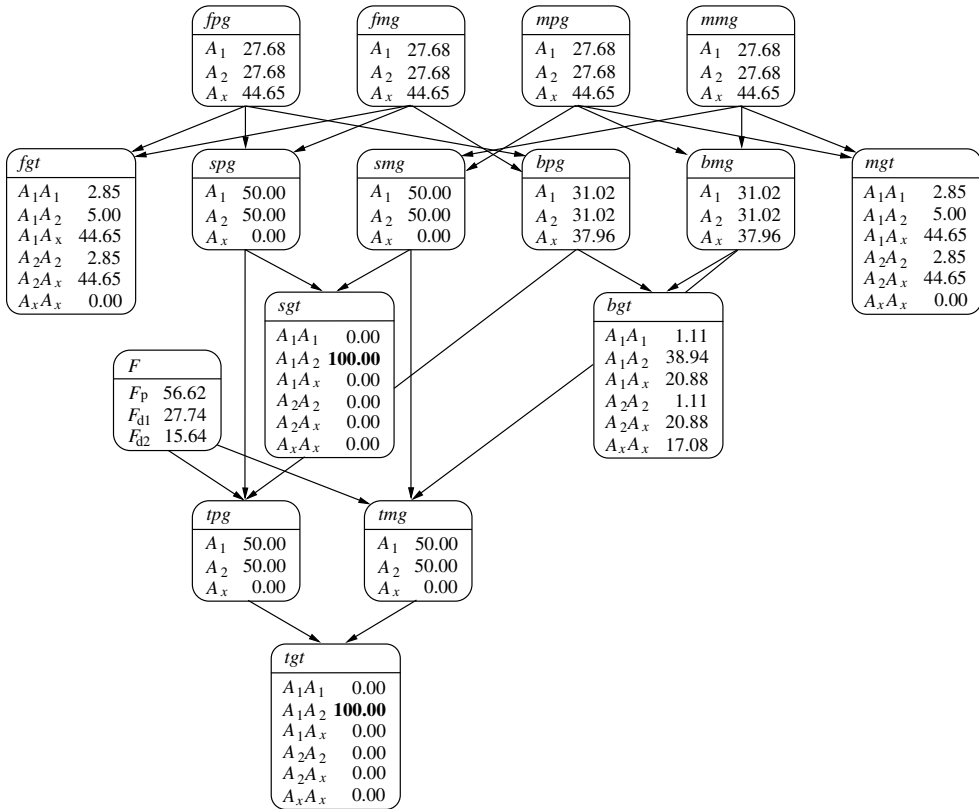 fpg fmg mpg mmg
A1 27.68 A1 27.68 A1 27.68 A1 27.68
A2 27.68 A2 27.68 A2 27.68 A2 27.68
Ax 44.65 Ax 44.65 Ax 44.65 Ax 44.65
fgt
A1A1 2.85
A1A2 5.00
A1Ax 44.65
A2A2 2.85
A2Ax 44.65
AxAx 0.00
spg
A1 50.00
A2 50.00
Ax 0.00
smg
A1 50.00
A2 50.00
Ax 0.00
bpg
A1 31.02
A2 31.02
Ax 37.96
bmg
A1 31.02
A2 31.02
Ax 37.96
mgt
A1A1 2.85
A1A2 5.00
A1Ax 44.65
A2A2 2.85
A2Ax 44.65
AxAx 0.00
sgt
A1A1 0.00
A1A2 100.00
A1Ax 0.00
A2A2 0.00
A2Ax 0.00
AxAx 0.00
bgt
A1A1 1.11
A1A2 38.94
A1Ax 20.88
A2A2 1.11
A2Ax 20.88
AxAx 17.08
F
Fp 56.62
Fd1 27.74
Fd2 15.64
tpg
A1 50.00
A2 50.00
Ax 0.00
tmg
A1 50.00
A2 50.00
Ax 0.00
tgt
A1A1 0.00
A1A2 100.00
A1Ax 0.00
A2A2 0.00
A2Ax 0.00
AxAx 0.00